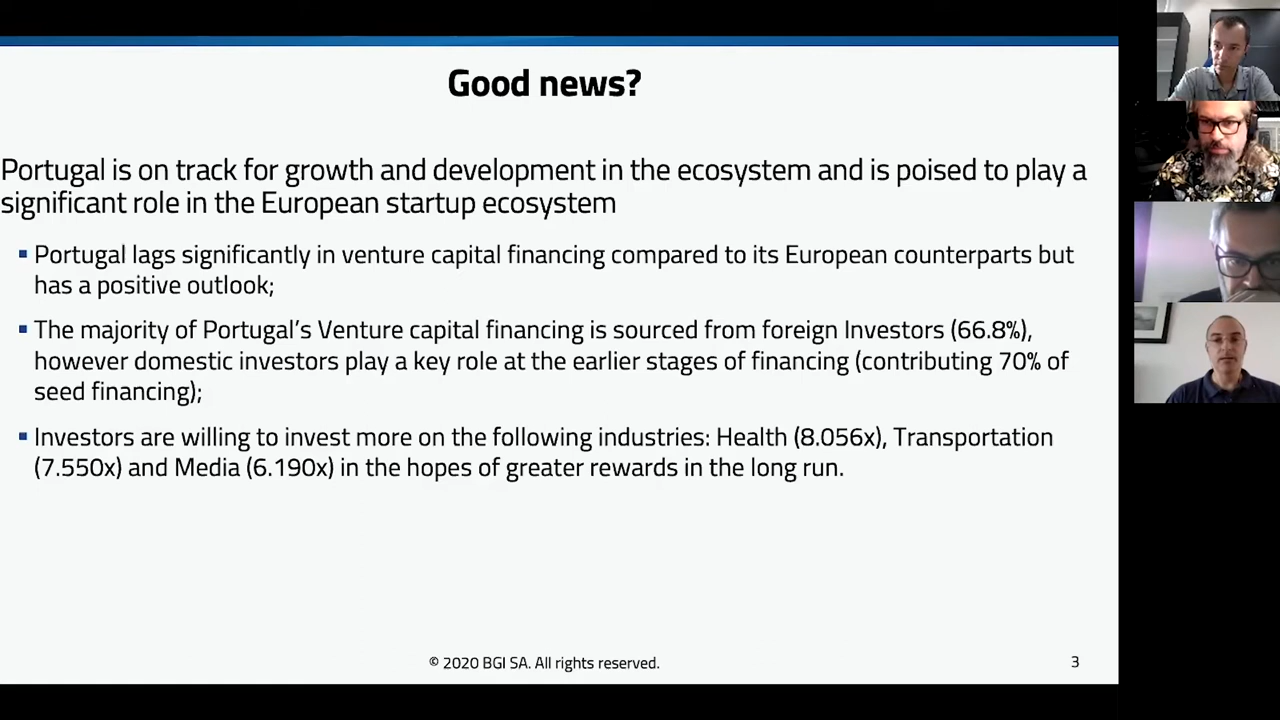 Good news?
Portugal is on track for growth and development in the ecosystem and is poised to play a
significant role in the European startup ecosystem
▪ Portugal lags significantly in venture capital financing compared to its European counterparts but
has a positive outlook;
▪ The majority of Portugal’s Venture capital financing is sourced from foreign Investors (66.8%),
however domestic investors play a key role at the earlier stages of financing (contributing 70% of
seed financing);
▪ Investors are willing to invest more on the following industries: Health (8.056x), Transportation
(7.550x) and Media (6.190x) in the hopes of greater rewards in the long run.
© 2020 BGI SA. All rights reserved.
3